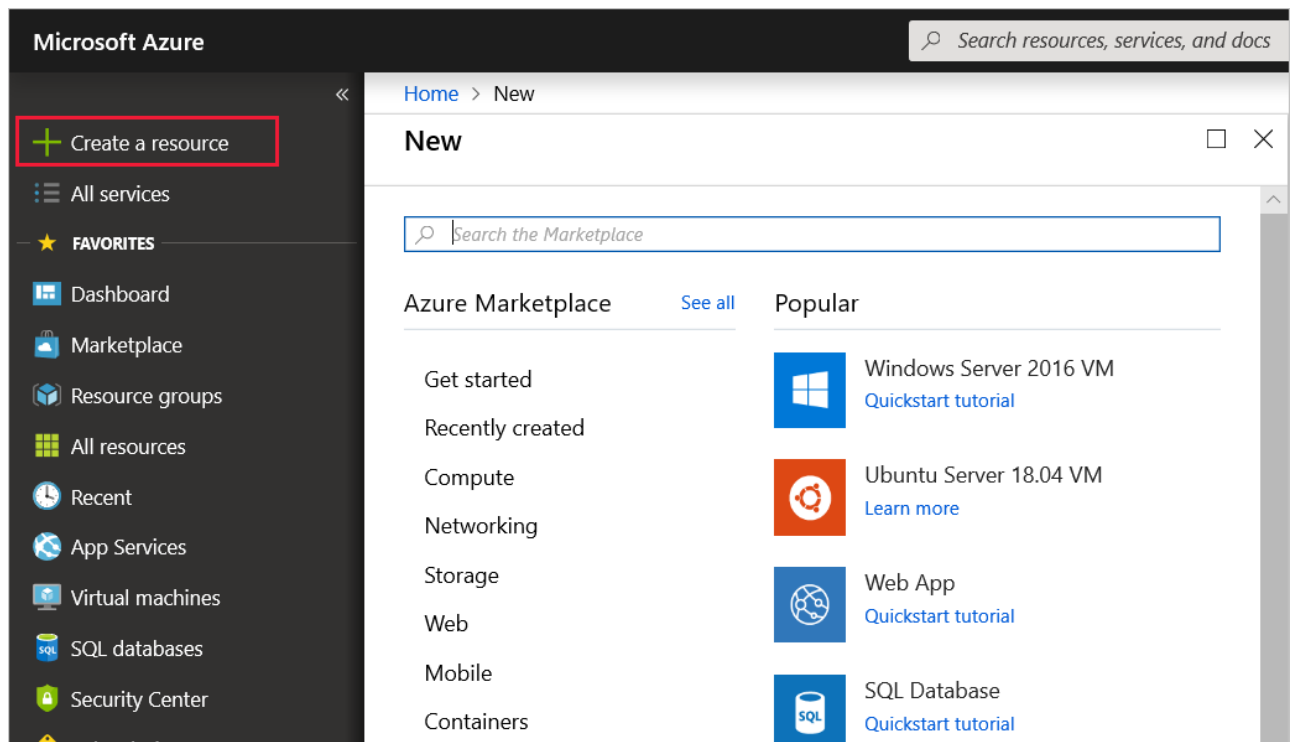 Microsoft Azure
Search resources, services, and docs
«
Create a resource
All services
FAVORITES
Dashboard
Marketplace
Resource groups
All resources
Recent
App Services
Virtual machines
SQL databases
Security Center
Home > New
New
Search the Marketplace
Azure Marketplace
See all
Get started
Recently created
Compute
Networking
Storage
Web
Mobile
Containers
Popular
Windows Server 2016 VM
Quickstart tutorial
Ubuntu Server 18.04 VM
Learn more
Web App
Quickstart tutorial
SQL
SQL Database
Quickstart tutorial